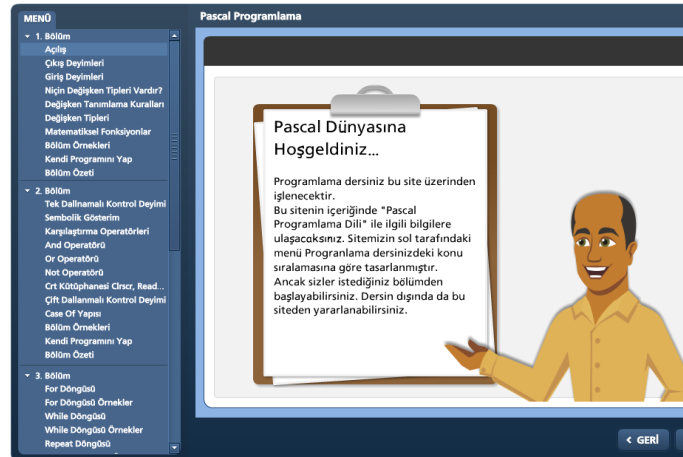 MENÜ
1. Bölüm
Açılış
Çıkış Deyimleri
Giriş Deyimleri
Niçin Değişken Tipleri Vardır?
Değişken Tanımlama Kuralları
Değişken Tipleri
Matematiksel Fonksiyonlar
Bölüm Örnekleri
Kendi Programını Yap
Bölüm Özeti
2. Bölüm
Tek Dallnamalı Kontrol Deyimi
Sembolik Gösterim
Karşılaştırma Operatörleri
And Operatörü
Or Operatörü
Not Operatörü
Crt Kütüphanesi Clrscr, Read...
Çift Dallanmalı Kontrol Deyimi
Case Of Yapısı
Bölüm Örnekleri
Kendi Programını Yap
Bölüm Özeti
3. Bölüm
For Döngüsü
For Döngüsü Örnekler
While Döngüsü
While Döngüsü Örnekler
Repeat Döngüsü
Pascal Programlama
Pascal Dünyasına
Hoşgeldiniz...
Programlama dersiniz bu site üzerinden
işlenecektir.
Bu sitenin içeriğinde "Pascal
Programlama Dili" ile ilgili bilgilere
ulaşacaksınız. Sitemizin sol tarafındaki
menü Progranlama dersinizdeki konu
sıralamasına göre tasarlanmıştır.
Ancak sizler istediğiniz bölümden
başlayabilirsiniz. Dersin dışında da bu
siteden yararlanabilirsiniz.
< GERİ